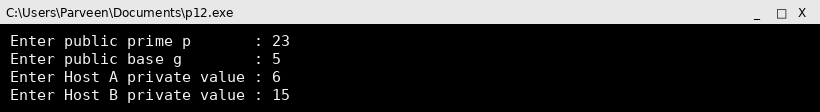 C:\Users\Parveen\Documents\p12.exe _ □ X
Enter public prime p       : 23
Enter public base g        : 5
Enter Host A private value : 6
Enter Host B private value : 15